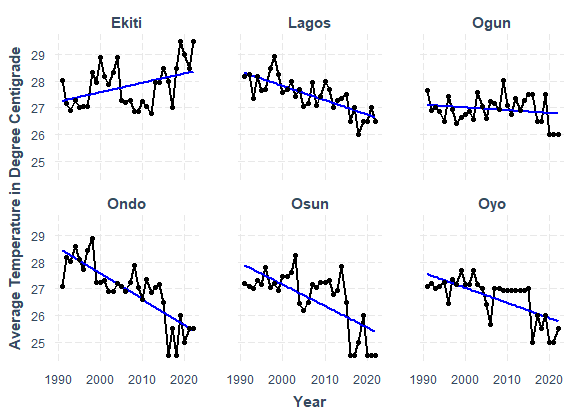 Ekiti Lagos Ogun
29
28
27
26
25
Ondo Osun Oyo
29
28
27
26
25
1990 2000 2010 2020 1990 2000 2010 2020 1990 2000 2010 2020
Year
Average Temperature in Degree Centigrade